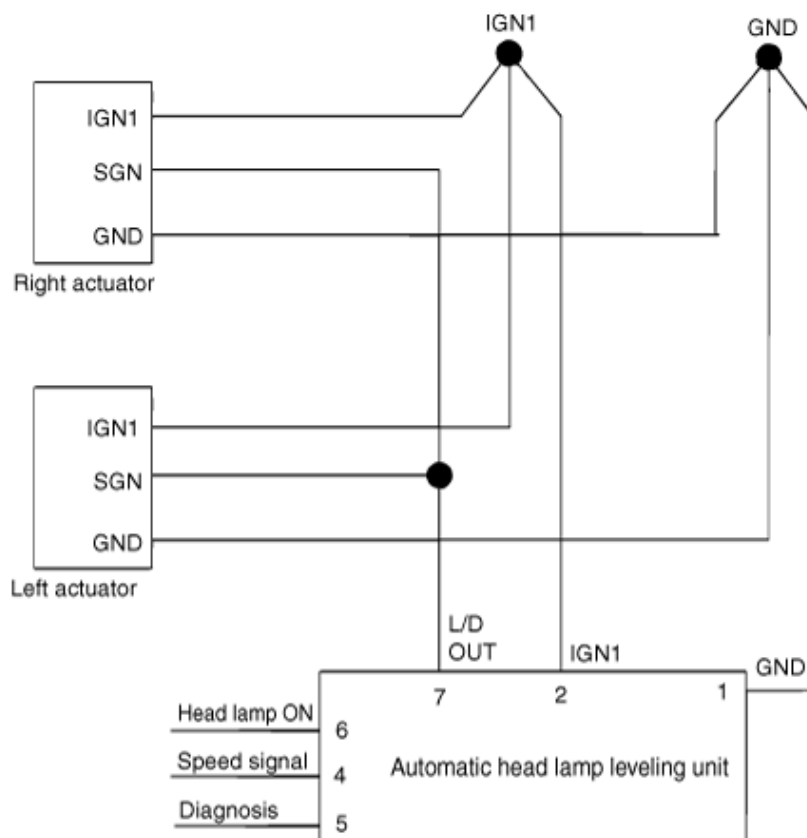 IGN1
GND
IGN1
SGN
GND
Right actuator
IGN1
SGN
GND
Left actuator
L/D
OUT
IGN1
GND
7
2
1
Head lamp ON
6
Speed signal
4
Automatic head lamp leveling unit
Diagnosis
5